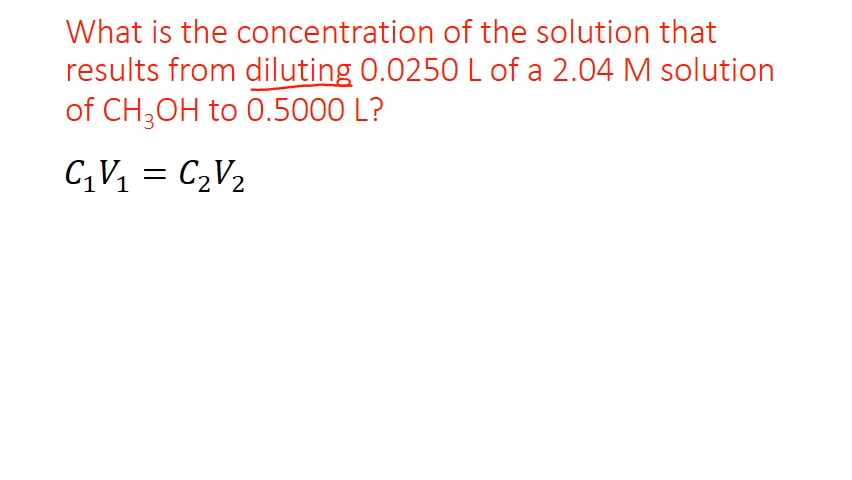 What is the concentration of the solution that
results from diluting 0.0250 L of a 2.04 M solution
of CH₃OH to 0.5000 L?
C₁V₁ = C₂V₂